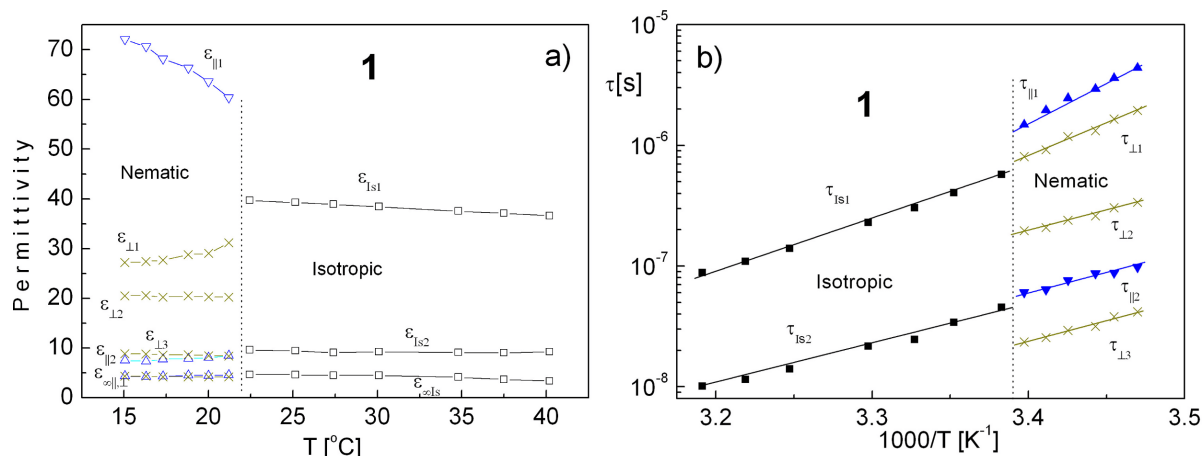 a)
1
70
60
50
40
30
20
10
0
Permittivity
ε||1
Nematic
ε⊥1
ε⊥2
ε⊥3
ε||2
ε∞||,⊥
εIs1
Isotropic
εIs2
ε∞Is
15 20 25 30 35 40
T [°C]
b)
1
10⁻⁵
τ[s]
10⁻⁶
10⁻⁷
10⁻⁸
τ||1
τ⊥1
Nematic
τ⊥2
τ||2
τ⊥3
τIs1
Isotropic
τIs2
3.2 3.3 3.4 3.5
1000/T [K⁻¹]